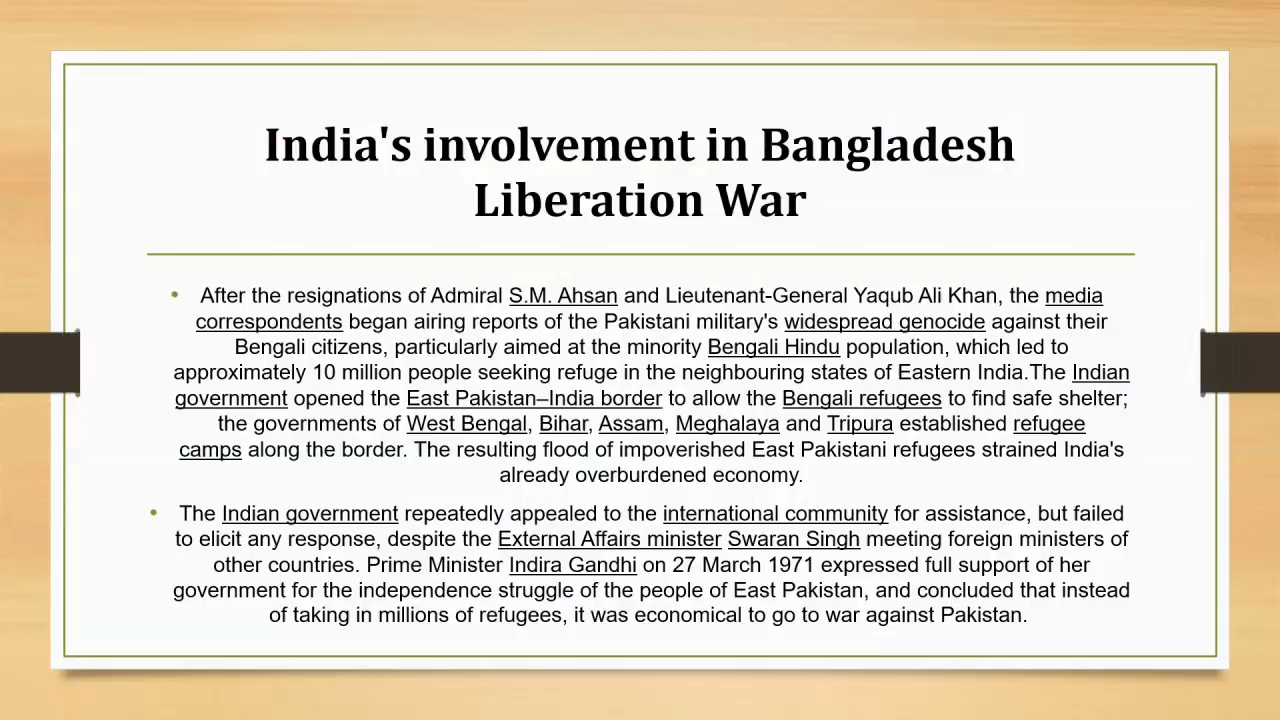 India's involvement in Bangladesh
Liberation War
• After the resignations of Admiral S.M. Ahsan and Lieutenant-General Yaqub Ali Khan, the media
correspondents began airing reports of the Pakistani military's widespread genocide against their
Bengali citizens, particularly aimed at the minority Bengali Hindu population, which led to
approximately 10 million people seeking refuge in the neighbouring states of Eastern India.The Indian
government opened the East Pakistan–India border to allow the Bengali refugees to find safe shelter;
the governments of West Bengal, Bihar, Assam, Meghalaya and Tripura established refugee
camps along the border. The resulting flood of impoverished East Pakistani refugees strained India's
already overburdened economy.
• The Indian government repeatedly appealed to the international community for assistance, but failed
to elicit any response, despite the External Affairs minister Swaran Singh meeting foreign ministers of
other countries. Prime Minister Indira Gandhi on 27 March 1971 expressed full support of her
government for the independence struggle of the people of East Pakistan, and concluded that instead
of taking in millions of refugees, it was economical to go to war against Pakistan.